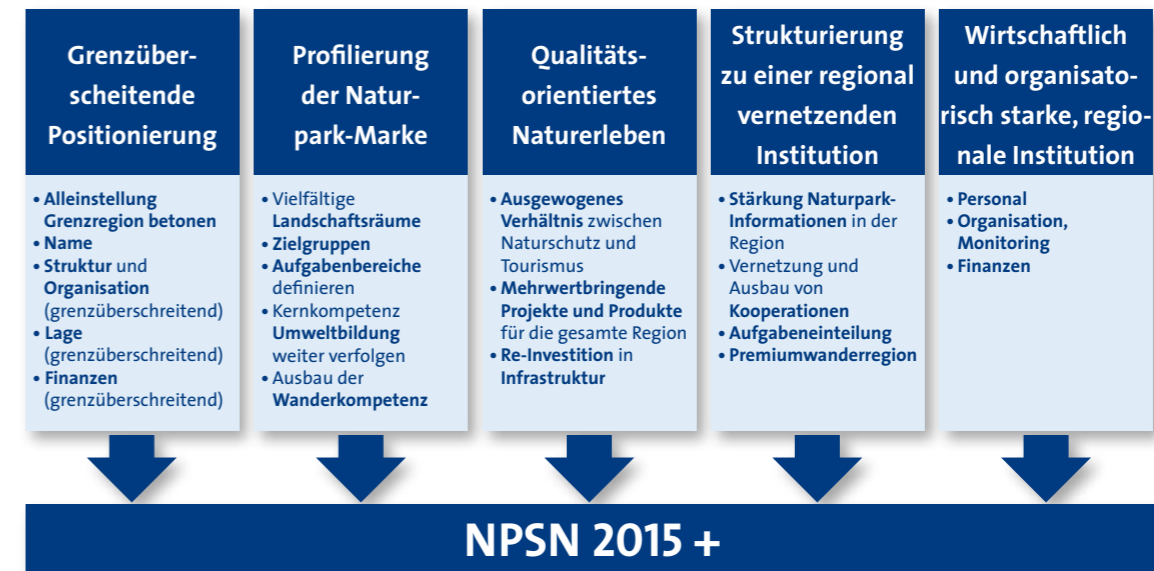 Grenzüber-
scheitende
Positionierung
• Alleinstellung
Grenzregion betonen
• Name
• Struktur und
Organisation
(grenzüberschreitend)
• Lage
(grenzüberschreitend)
• Finanzen
(grenzüberschreitend)
Profilierung
der Natur-
park-Marke
• Vielfältige
Landschaftsräume
• Zielgruppen
• Aufgabenbereiche
definieren
• Kernkompetenz
Umweltbildung
weiter verfolgen
• Ausbau der
Wanderkompetenz
Qualitäts-
orientiertes
Naturerleben
• Ausgewogenes
Verhältnis zwischen
Naturschutz und
Tourismus
• Mehrwertbringende
Projekte und Produkte
für die gesamte Region
• Re-Investition in
Infrastruktur
Strukturierung
zu einer regional
vernetzenden
Institution
• Stärkung Naturpark-
Informationen in der
Region
• Vernetzung und
Ausbau von
Kooperationen
• Aufgabeneinteilung
• Premiumwanderregion
Wirtschaftlich
und organisato-
risch starke, regio-
nale Institution
• Personal
• Organisation,
Monitoring
• Finanzen
NPSN 2015 +